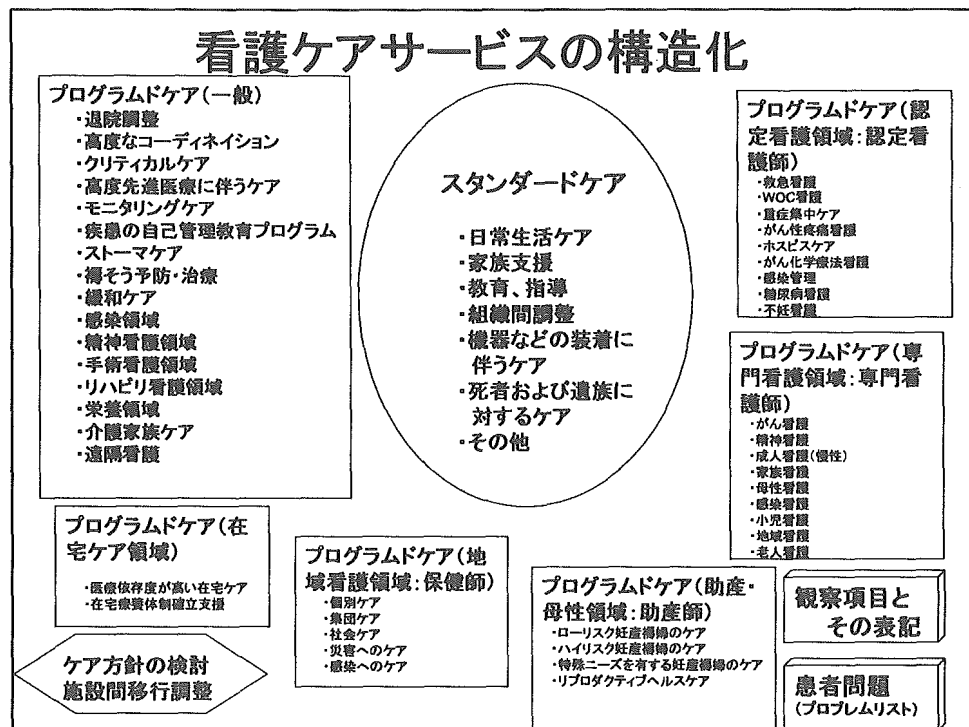 看護ケアサービスの構造化
プログラムドケア(一般)
・退院調整
・高度なコーディネイション
・クリティカルケア
・高度先進医療に伴うケア
・モニタリングケア
・疾患の自己管理教育プログラム
・ストーマケア
・褥そう予防・治療
・緩和ケア
・感染領域
・精神看護領域
・手術看護領域
・リハビリ看護領域
・栄養領域
・介護家族ケア
・遠隔看護
スタンダードケア
・日常生活ケア
・家族支援
・教育、指導
・組織間調整
・機器などの装着に
伴うケア
・死者および遺族に
対するケア
・その他
プログラムドケア(認
定看護領域:認定看
護師)
・救急看護
・WOC看護
・重症集中ケア
・がん性疼痛看護
・ホスピスケア
・がん化学療法看護
・感染管理
・糖尿病看護
・不妊看護
プログラムドケア(専
門看護領域:専門看
護師)
・がん看護
・精神看護
・成人看護(慢性)
・家族看護
・母性看護
・感染看護
・小児看護
・地域看護
・老人看護
プログラムドケア(在
宅ケア領域)
・医療依存度が高い在宅ケア
・在宅療養体制確立支援
ケア方針の検討
施設間移行調整
プログラムドケア(地
域看護領域:保健師)
・個別ケア
・集団ケア
・社会ケア
・災害へのケア
・感染へのケア
プログラムドケア(助産・
母性領域:助産師)
・ローリスク妊産褥婦のケア
・ハイリスク妊産褥婦のケア
・特殊ニーズを有する妊産褥婦のケア
・リプロダクティブヘルスケア
観察項目と
その表記
患者問題
(プロブレムリスト)